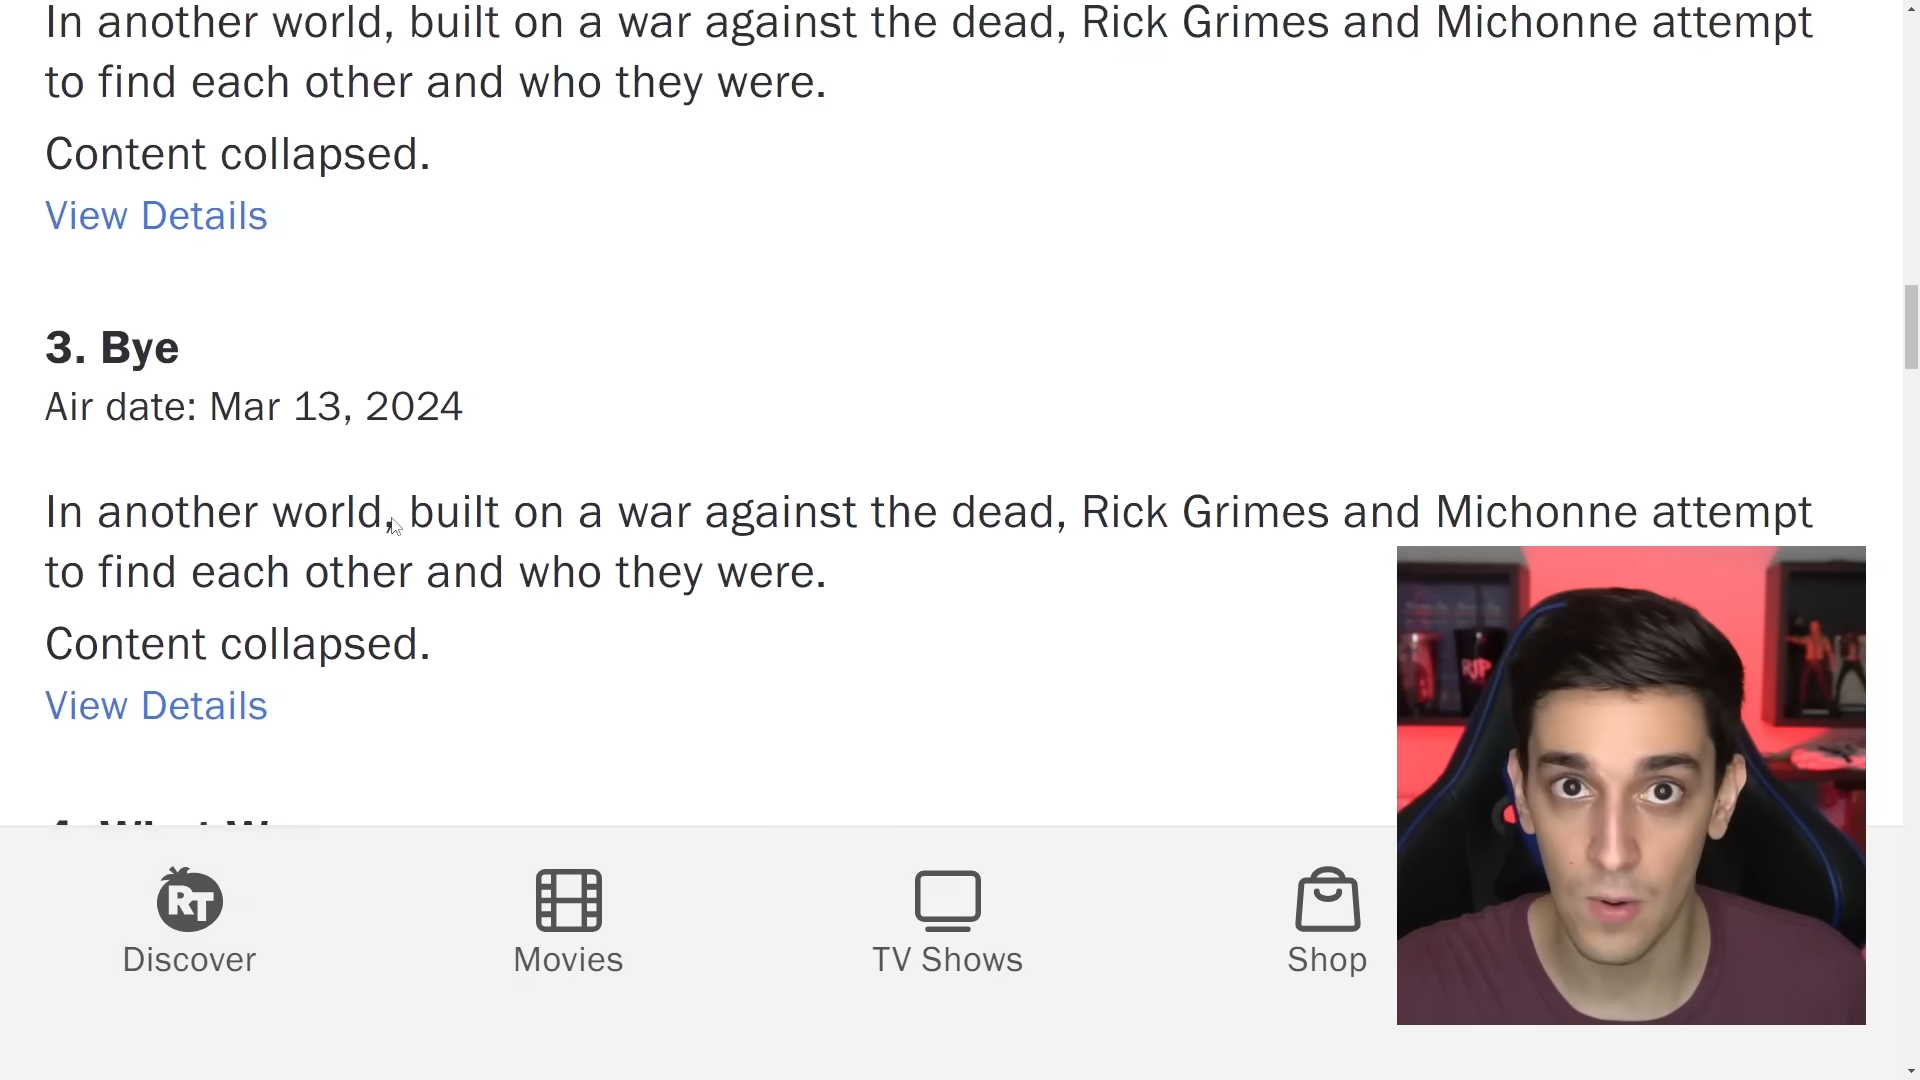 In another world, built on a war against the dead, Rick Grimes and Michonne attempt
to find each other and who they were.
Content collapsed.
View Details
3. Bye
Air date: Mar 13, 2024
In another world, built on a war against the dead, Rick Grimes and Michonne attempt
to find each other and who they were.
Content collapsed.
View Details
4. What W
RIP
RT
Discover
Movies
TV Shows
Shop